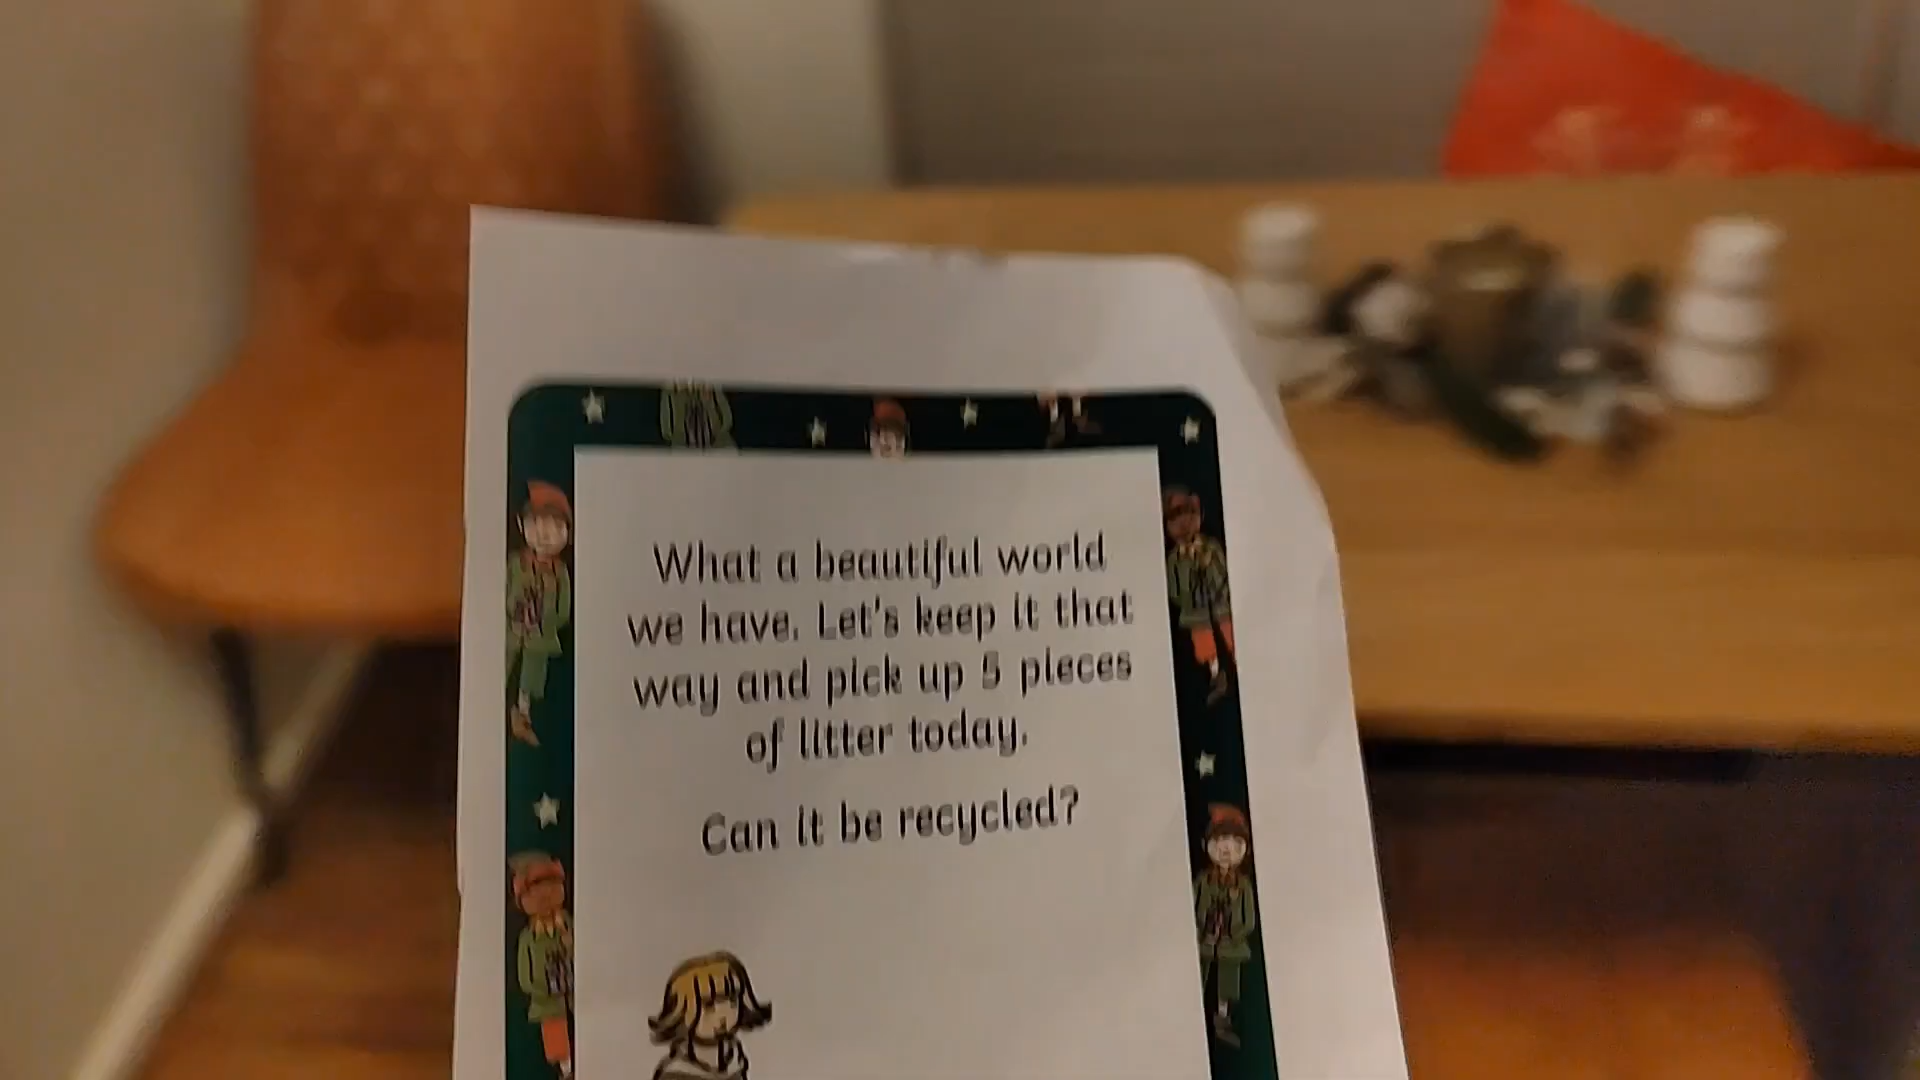 What a beautiful world
we have. Let's keep it that
way and pick up 5 pieces
of litter today.
Can it be recycled?